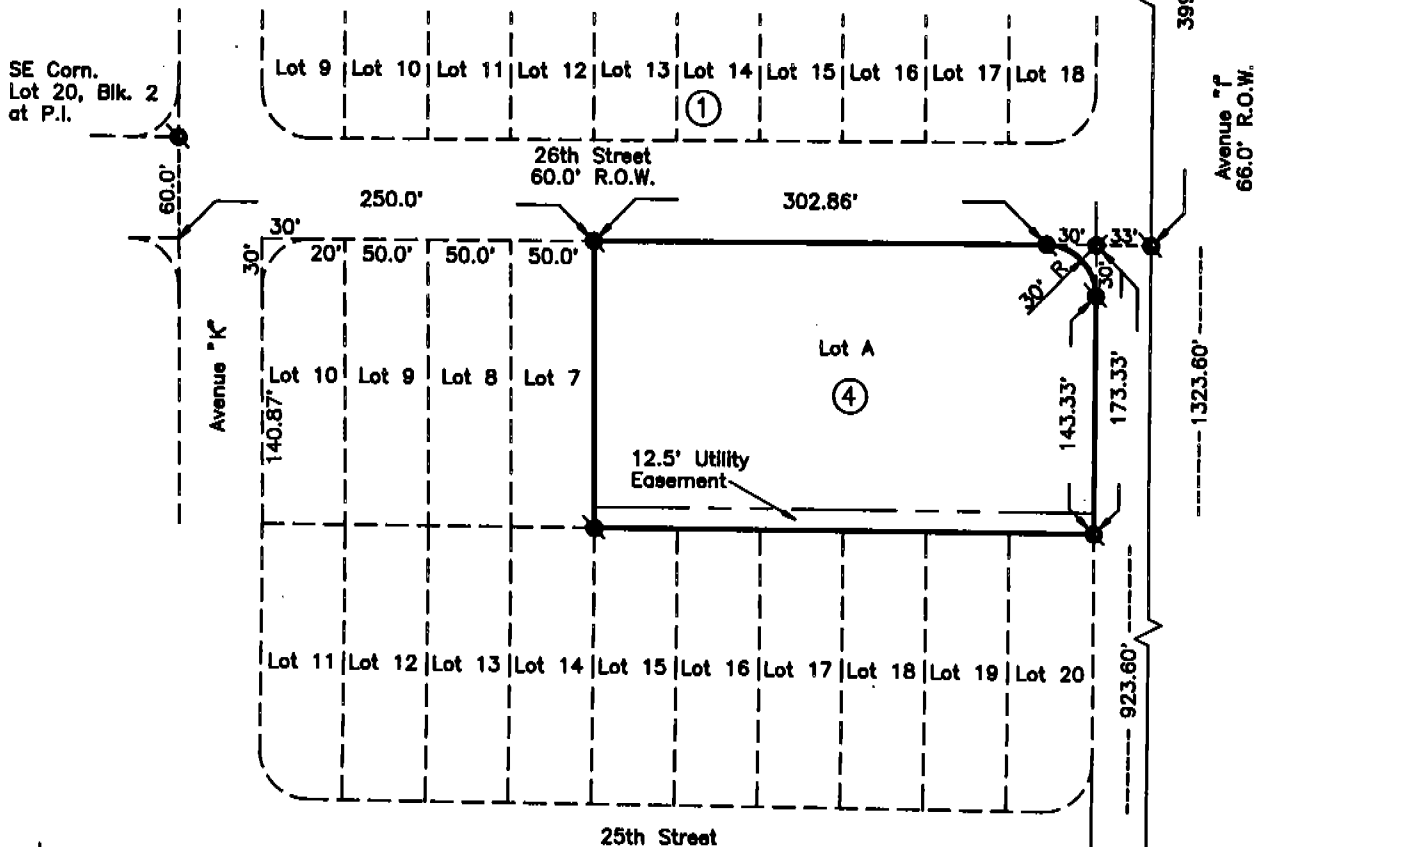 SE Corn.
Lot 20, Blk. 2
at P.I.
Lot 9 Lot 10 Lot 11 Lot 12 Lot 13 Lot 14 Lot 15 Lot 16 Lot 17 Lot 18
1
399
Avenue "I"
66.0' R.O.W.
26th Street
60.0' R.O.W.
60.0'
250.0'
302.86'
30'
30'
20' 50.0' 50.0' 50.0'
30' 33'
30' R
30'
Avenue "K"
Lot 10 Lot 9 Lot 8 Lot 7
140.87'
Lot A
4
143.33'
173.33'
1323.60'
12.5' Utility
Easement
Lot 11 Lot 12 Lot 13 Lot 14 Lot 15 Lot 16 Lot 17 Lot 18 Lot 19 Lot 20
923.60'
25th Street